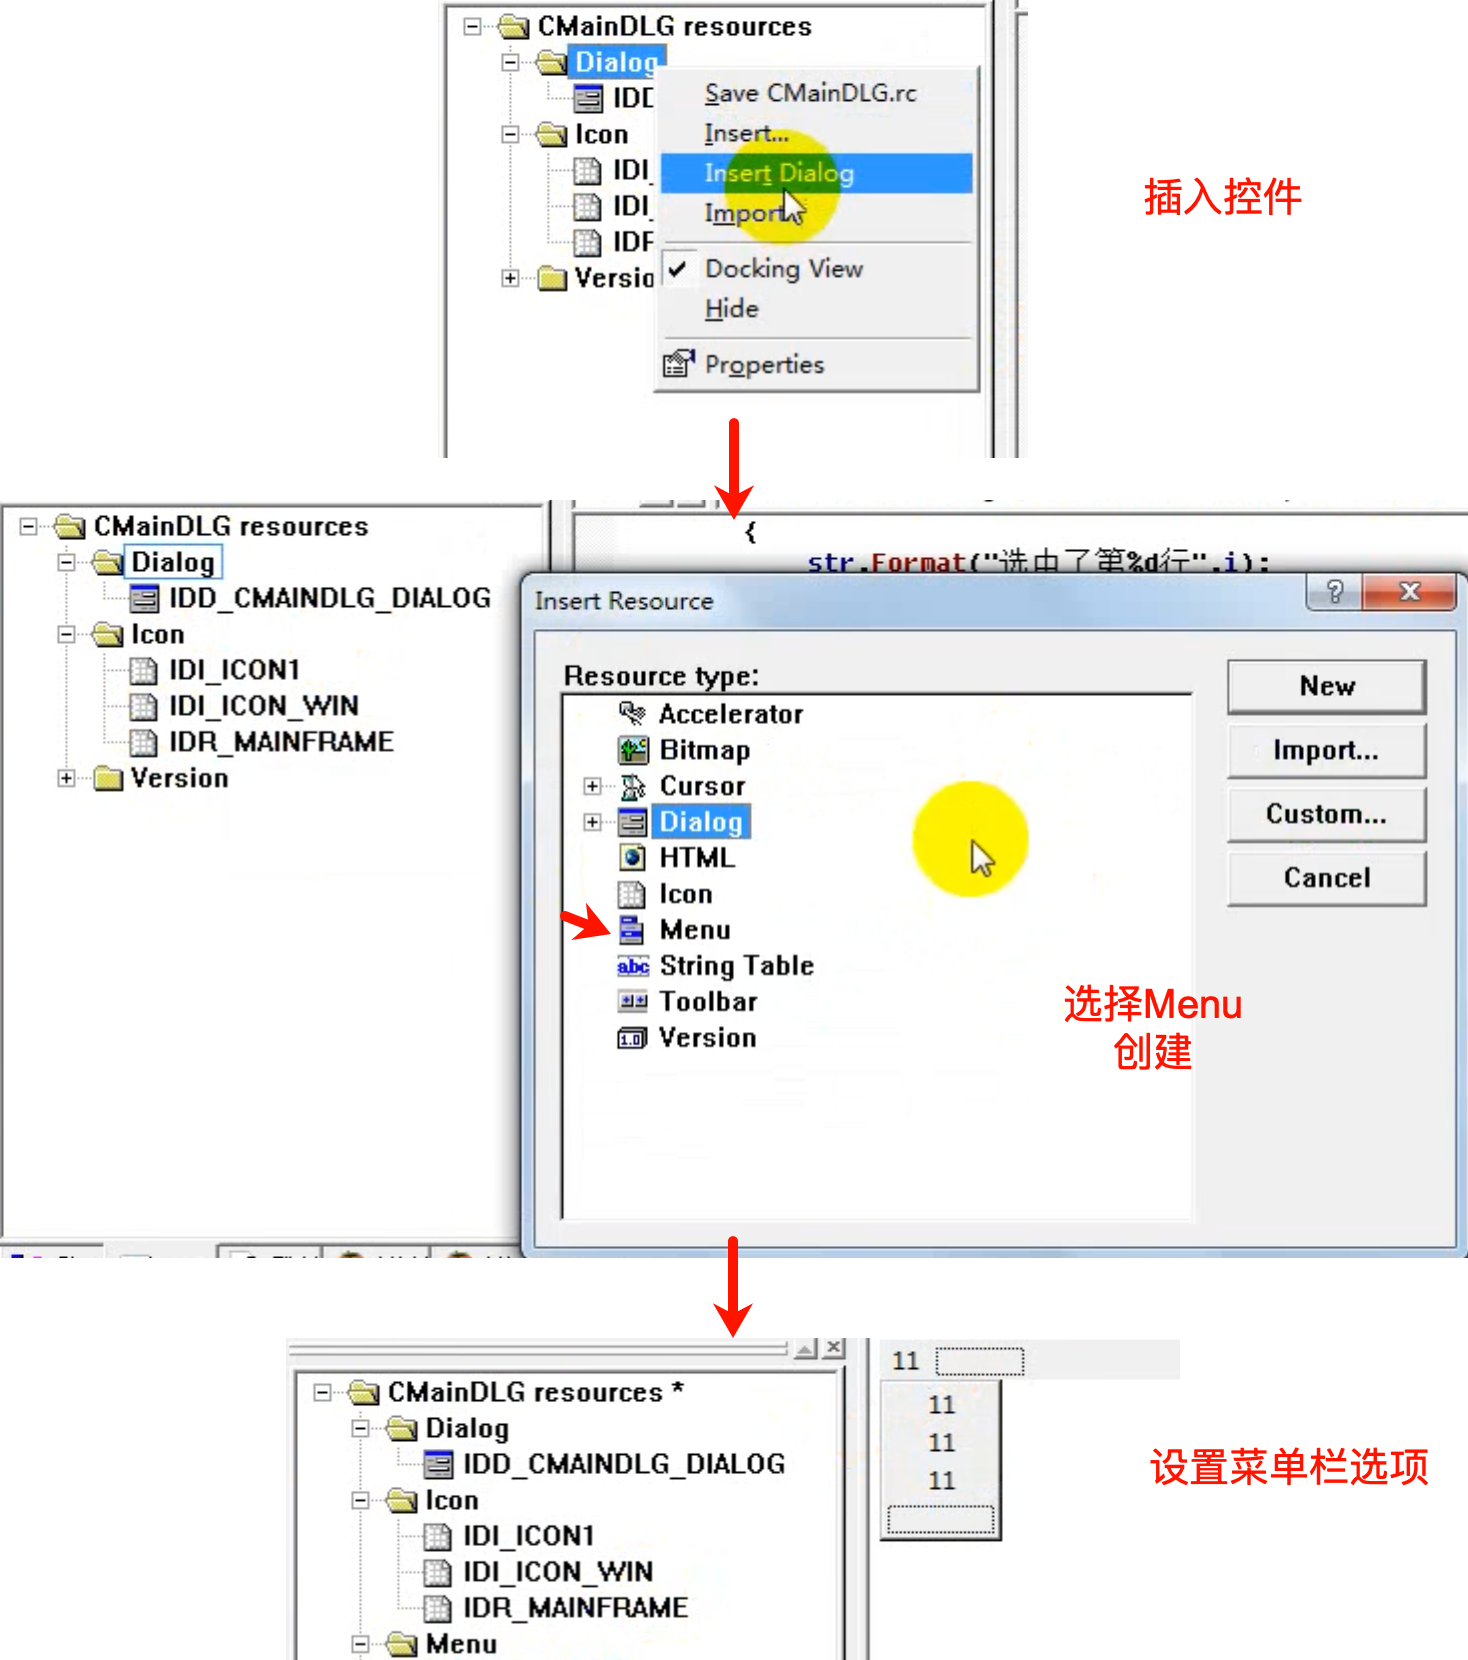 CMainDLG resources
Dialog
IDD
Save CMainDLG.rc
Insert...
Icon
Insert Dialog
IDI_
IDI_
Import
插入控件
Docking View
Versio
Hide
Properties
CMainDLG resources
Dialog
IDD_CMAINDLG_DIALOG
Icon
IDI_ICON1
IDI_ICON_WIN
IDR_MAINFRAME
Version
{
str.Format("选中了第%d行",i);
Insert Resource
Resource type:
Accelerator
Bitmap
Cursor
Dialog
HTML
Icon
Menu
String Table
Toolbar
Version
New
Import...
Custom...
Cancel
选择Menu
创建
CMainDLG resources *
Dialog
IDD_CMAINDLG_DIALOG
Icon
IDI_ICON1
IDI_ICON_WIN
IDR_MAINFRAME
Menu
11
11
11
11
设置菜单栏选项